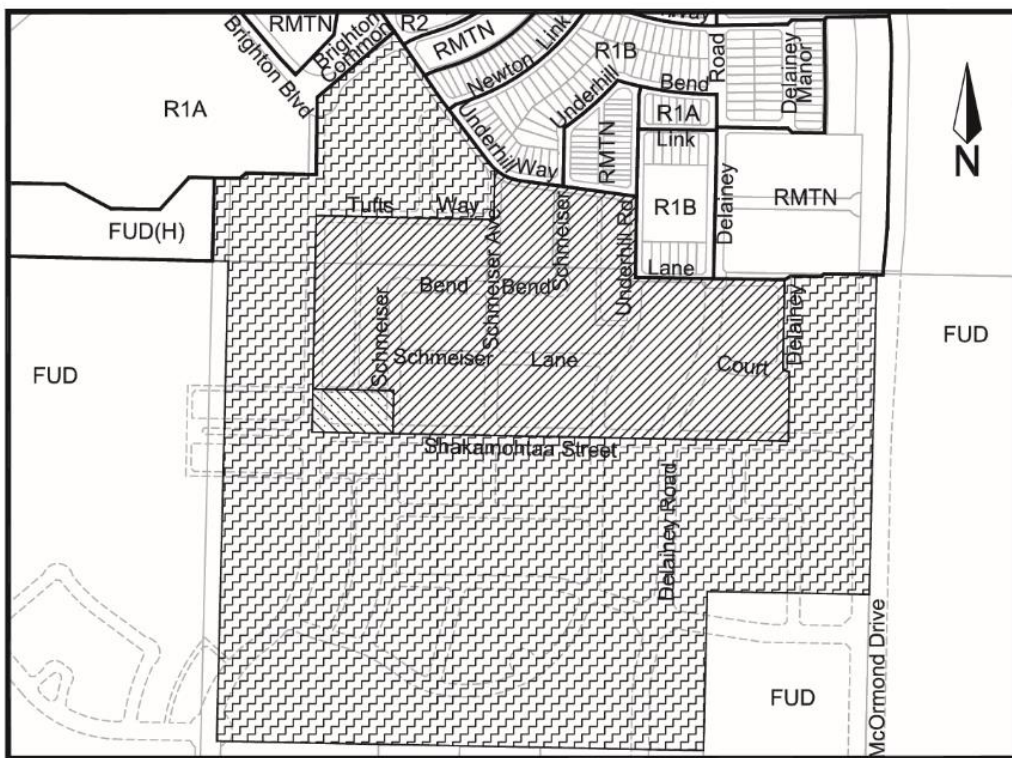 RMTN
R2
Brighton Blvd
Brighton
Common
RMTN
Newton Link
R1B
Way
Road
Bend
Underhill
Delainey
Manor
R1A
R1A
Link
Underhill Way
RMTN
R1B
Delainey
RMTN
N
FUD(H)
Tufts Way
Schmeiser Ave
Schmeiser
Underhill Rd
Lane
Bend Bend
Schmeiser
Schmeiser Lane
Court
Delainey
FUD
FUD
Shakamohtaa Street
Delainey Road
FUD
McOrmond Drive